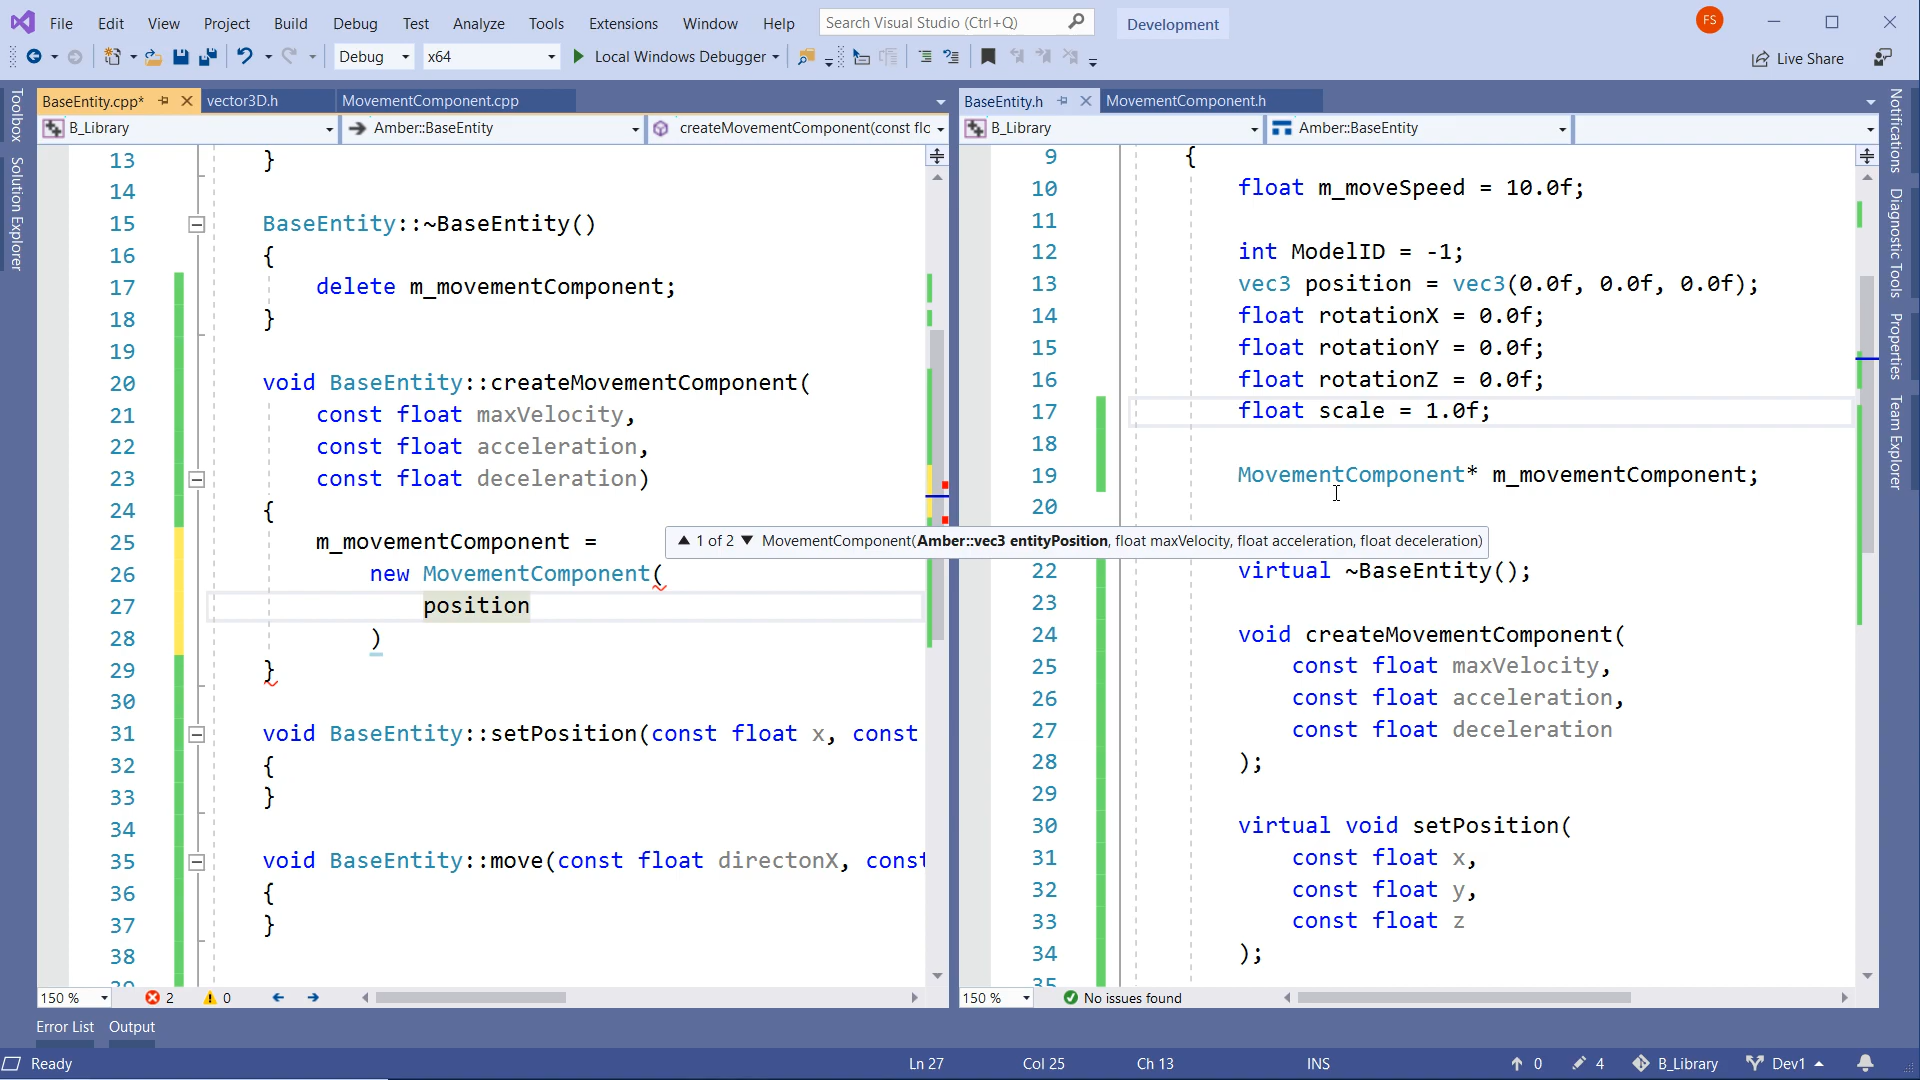 File Edit View Project Build Debug Test Analyze Tools Extensions Window Help Search Visual Studio (Ctrl+Q) Development FS
Debug x64 Local Windows Debugger Live Share
BaseEntity.cpp* vector3D.h MovementComponent.cpp
B_Library Amber::BaseEntity createMovementComponent(const flo
Toolbox
Solution Explorer
13 }
14
15 BaseEntity::~BaseEntity()
16 {
17 delete m_movementComponent;
18 }
19
20 void BaseEntity::createMovementComponent(
21 const float maxVelocity,
22 const float acceleration,
23 const float deceleration)
24 {
25 m_movementComponent =
26 new MovementComponent(
27 position
28 )
29 }
30
31 void BaseEntity::setPosition(const float x, const
32 {
33 }
34
35 void BaseEntity::move(const float directonX, const
36 {
37 }
38
150 % 2 0
1 of 2 MovementComponent(Amber::vec3 entityPosition, float maxVelocity, float acceleration, float deceleration)
BaseEntity.h MovementComponent.h
B_Library Amber::BaseEntity
9 {
10 float m_moveSpeed = 10.0f;
11
12 int ModelID = -1;
13 vec3 position = vec3(0.0f, 0.0f, 0.0f);
14 float rotationX = 0.0f;
15 float rotationY = 0.0f;
16 float rotationZ = 0.0f;
17 float scale = 1.0f;
18
19 MovementComponent* m_movementComponent;
20
22 virtual ~BaseEntity();
23
24 void createMovementComponent(
25 const float maxVelocity,
26 const float acceleration,
27 const float deceleration
28 );
29
30 virtual void setPosition(
31 const float x,
32 const float y,
33 const float z
34 );
35
150 % No issues found
Notifications
Diagnostic Tools
Properties
Team Explorer
Error List Output
Ready Ln 27 Col 25 Ch 13 INS 0 4 B_Library Dev1